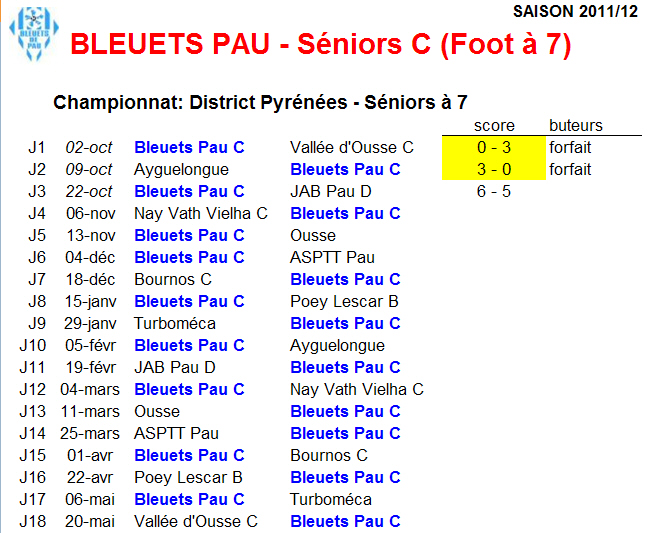 SAISON 2011/12
BLEUETS DE PAU
BLEUETS PAU - Séniors C (Foot à 7)
Championnat: District Pyrénées - Séniors à 7
score buteurs
J1 02-oct Bleuets Pau C Vallée d'Ousse C 0 - 3 forfait
J2 09-oct Ayguelongue Bleuets Pau C 3 - 0 forfait
J3 22-oct Bleuets Pau C JAB Pau D 6 - 5
J4 06-nov Nay Vath Vielha C Bleuets Pau C
J5 13-nov Bleuets Pau C Ousse
J6 04-déc Bleuets Pau C ASPTT Pau
J7 18-déc Bournos C Bleuets Pau C
J8 15-janv Bleuets Pau C Poey Lescar B
J9 29-janv Turboméca Bleuets Pau C
J10 05-févr Bleuets Pau C Ayguelongue
J11 19-févr JAB Pau D Bleuets Pau C
J12 04-mars Bleuets Pau C Nay Vath Vielha C
J13 11-mars Ousse Bleuets Pau C
J14 25-mars ASPTT Pau Bleuets Pau C
J15 01-avr Bleuets Pau C Bournos C
J16 22-avr Poey Lescar B Bleuets Pau C
J17 06-mai Bleuets Pau C Turboméca
J18 20-mai Vallée d'Ousse C Bleuets Pau C